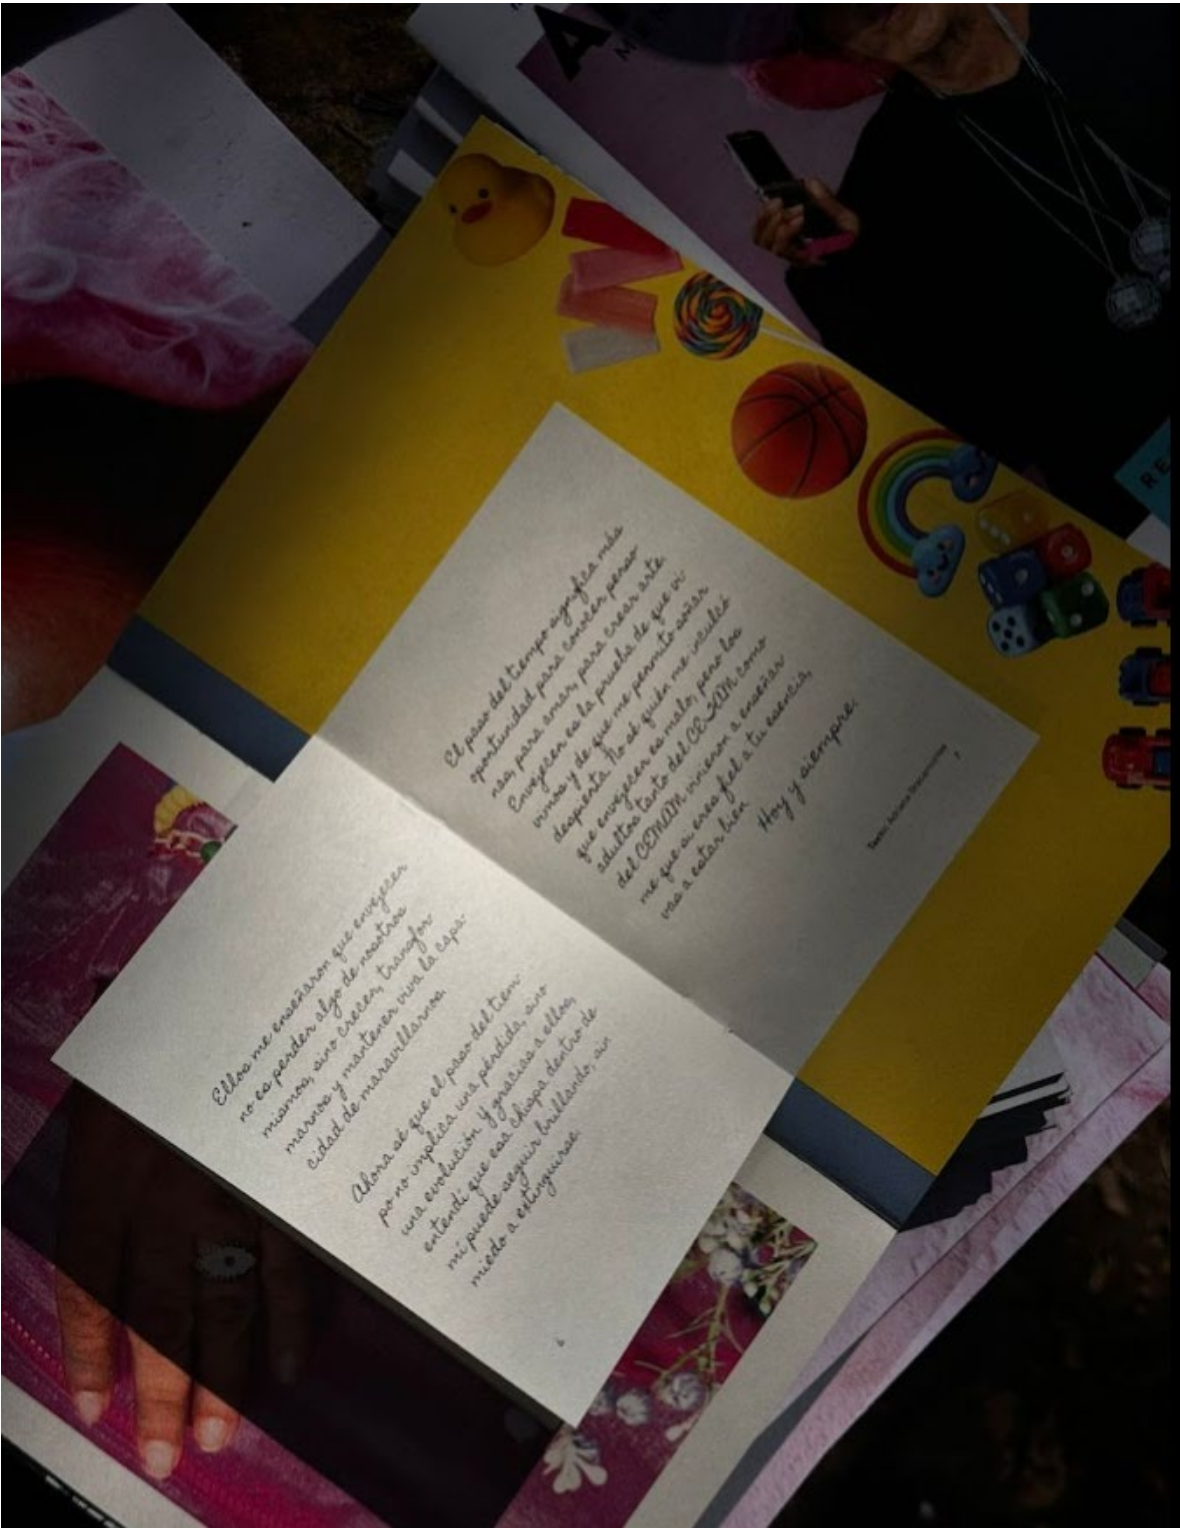 A
M
RE
Ellos me enseñaron que envejecer
no es perder algo de nosotros
mismos, sino crecer, transfor-
marnos y mantener viva la capa-
cidad de maravillarnos.
Ahora sé que el paso del tiem-
po no implica una pérdida, sino
una evolución y gracias a ellos,
entendí que esa chispa dentro de
mí puede seguir brillando, sin
miedo a extinguirse.
6
El paso del tiempo significa más
oportunidad para conocer perso
nas, para amar, para crear arte.
Envejecer es la prueba de que vi-
vimos y de que me permito soñar
despierta. No sé quién me inculcó
que envejecer es malo, pero los
adultos tanto del CESAM como
del CEMAM vinieron a enseñar
me que si eres fiel a tu esencia,
vas a estar bien
Hoy y siempre.
7